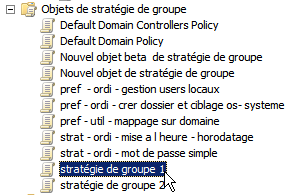 Objets de stratégie de groupe
Default Domain Controllers Policy
Default Domain Policy
Nouvel objet beta de stratégie de groupe
Nouvel objet de stratégie de groupe
pref - ordi - gestion users locaux
pref - ordi - crer dossier et ciblage os- systeme
pref - util - mappage sur domaine
strat - ordi - mise a l heure - horodatage
strat - ordi - mot de passe simple
stratégie de groupe 1
stratégie de groupe 2